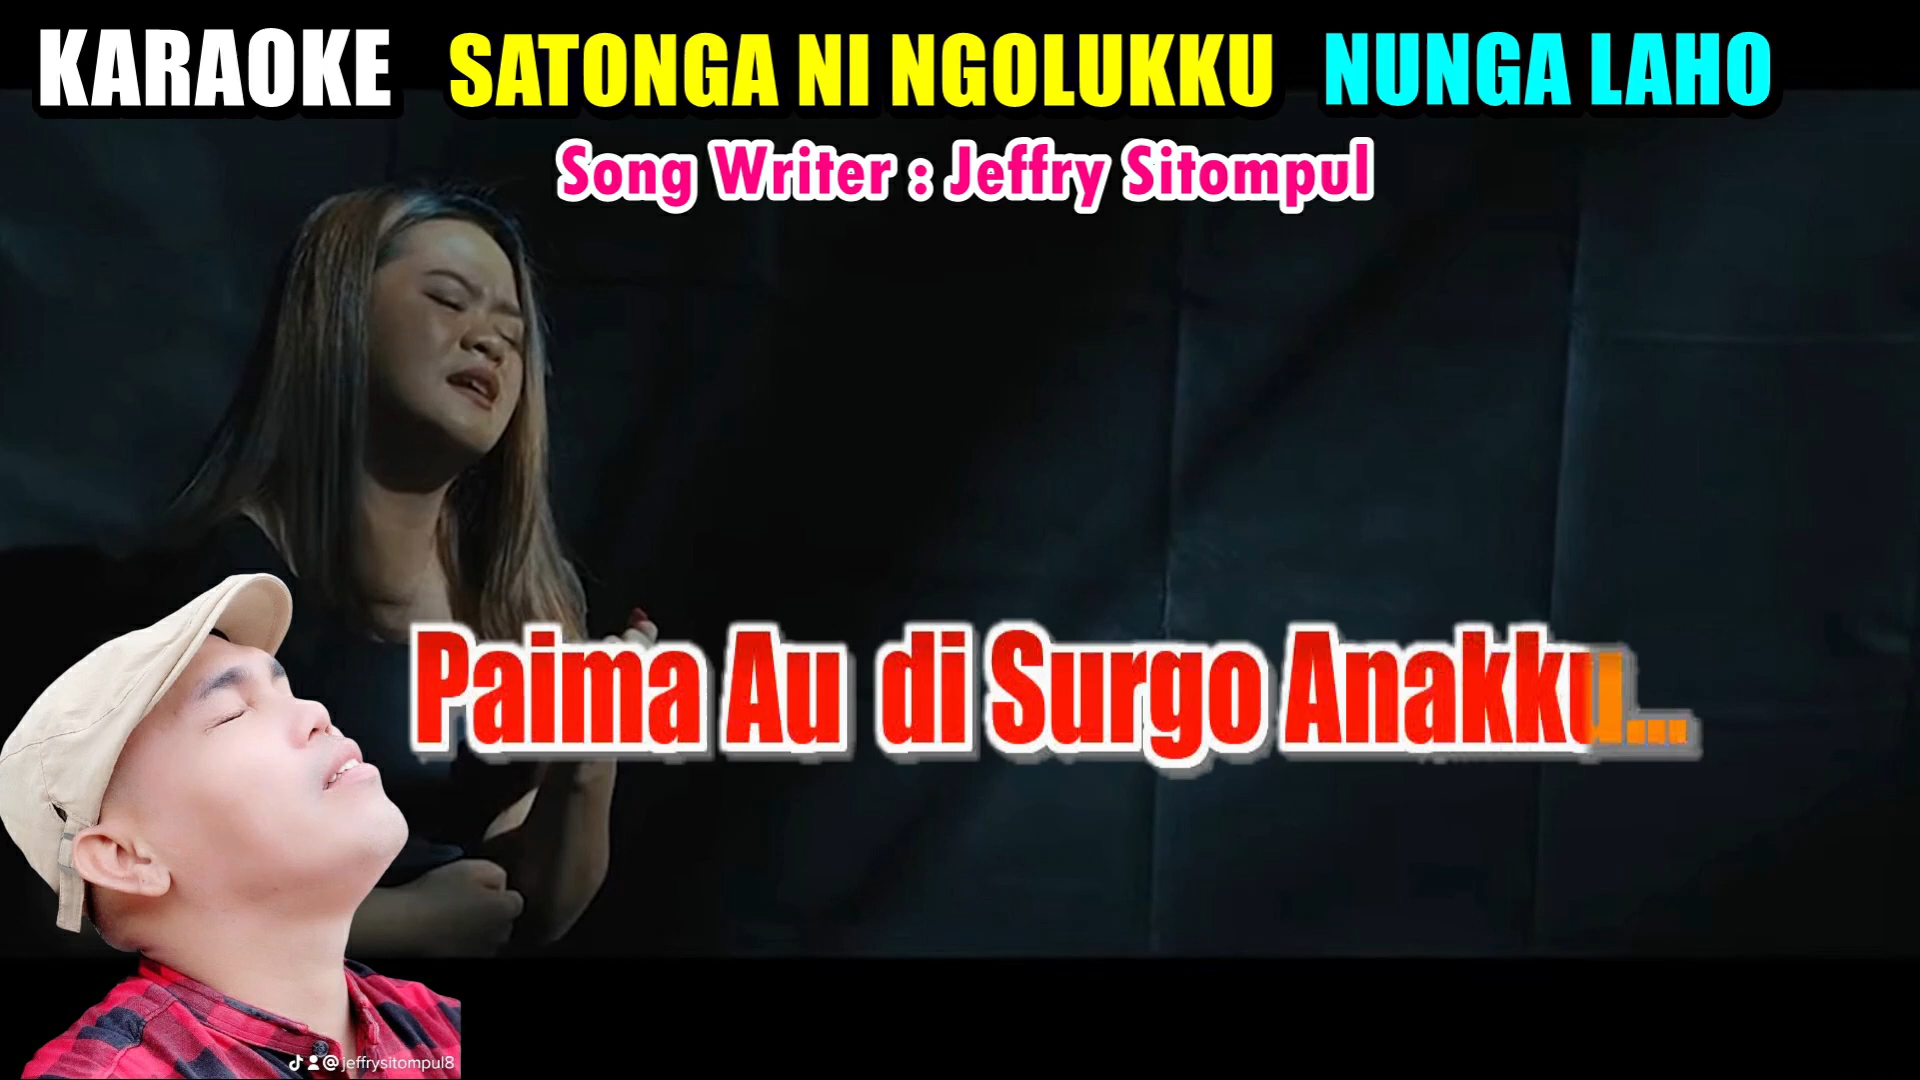 KARAOKE SATONGA NI NGOLUKKU NUNGA LAHO
Song Writer : Jeffry Sitompul
Paima Au di Surgo Anakku...
@jeffrysitompul8